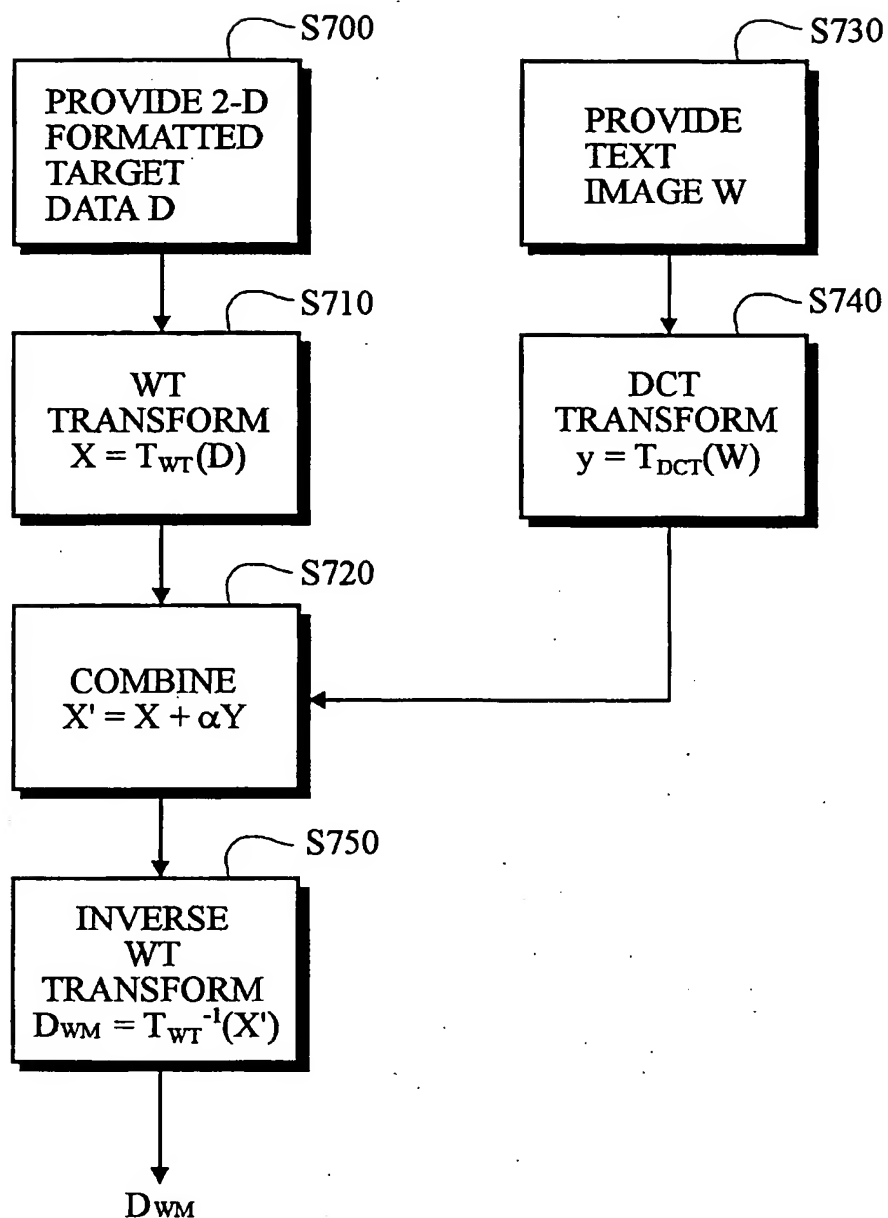 S700
PROVIDE 2-D
FORMATTED
TARGET
DATA D
S730
PROVIDE
TEXT
IMAGE W
S710
WT
TRANSFORM
X = T_WT(D)
S740
DCT
TRANSFORM
y = T_DCT(W)
S720
COMBINE
X' = X + αY
S750
INVERSE
WT
TRANSFORM
D_WM = T_WT^-1(X')
D_WM